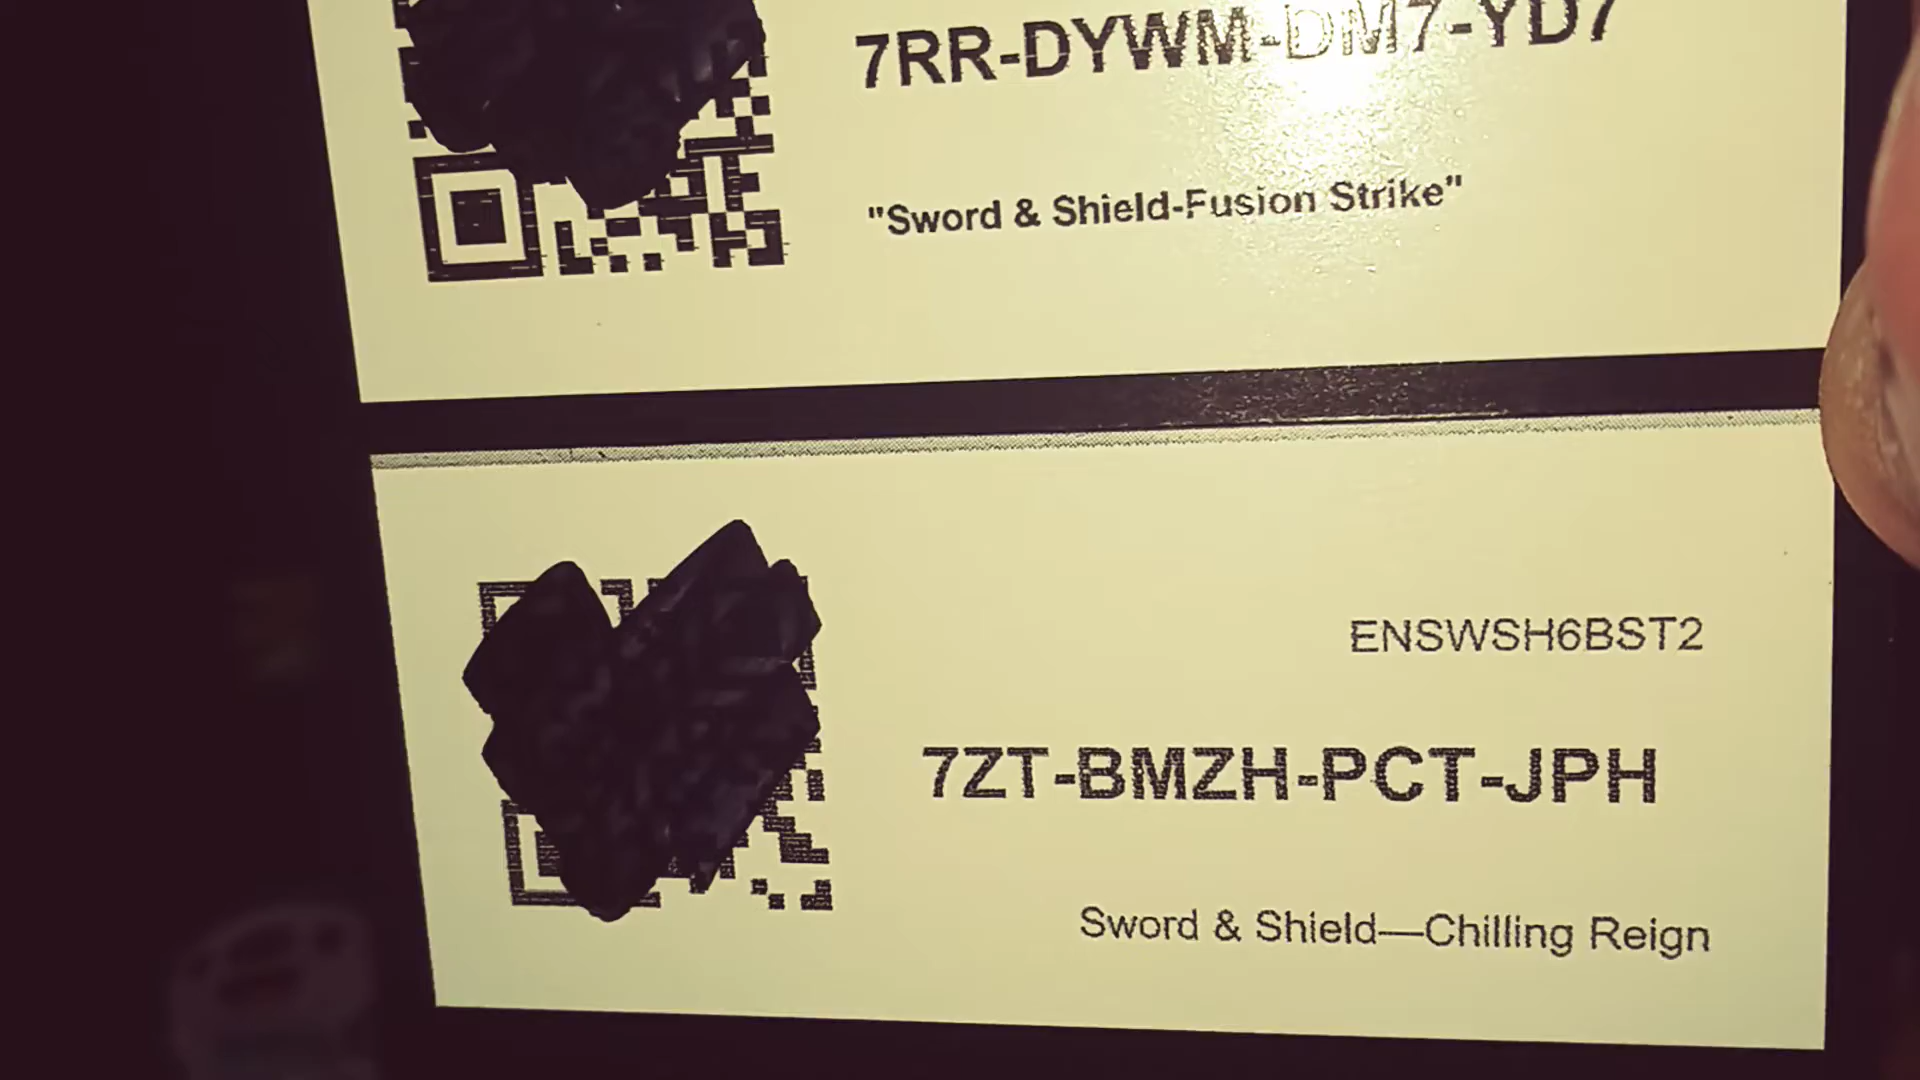 7RR-DYWM-DM7-YD7
"Sword & Shield-Fusion Strike"
ENSWSH6BST2
7ZT-BMZH-PCT-JPH
Sword & Shield—Chilling Reign